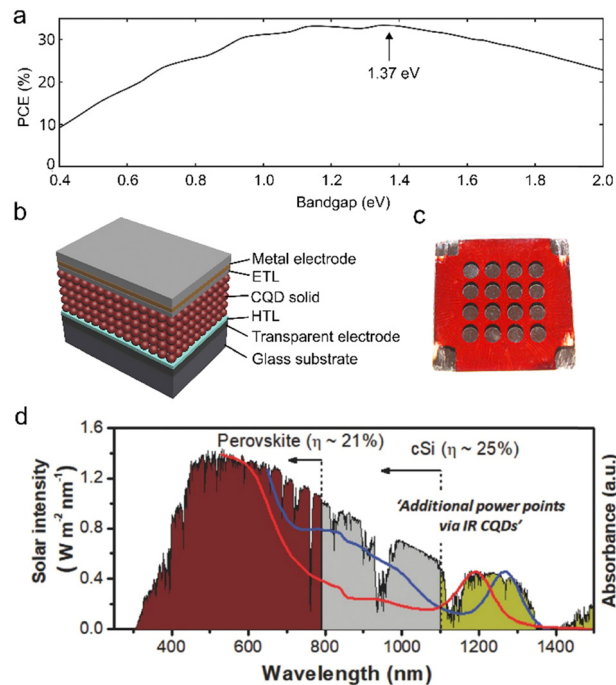 a
PCE (%)
30
20
10
0
1.37 eV
0.4
0.6
0.8
1.0
1.2
1.4
1.6
1.8
2.0
Bandgap (eV)
b
Metal electrode
ETL
CQD solid
HTL
Transparent electrode
Glass substrate
c
d
Solar intensity
( W m⁻² nm⁻¹)
1.6
1.2
0.8
0.4
0.0
Perovskite (η ~ 21%)
cSi (η ~ 25%)
'Additional power points
via IR CQDs'
Absorbance (a.u.)
400
600
800
1000
1200
1400
Wavelength (nm)